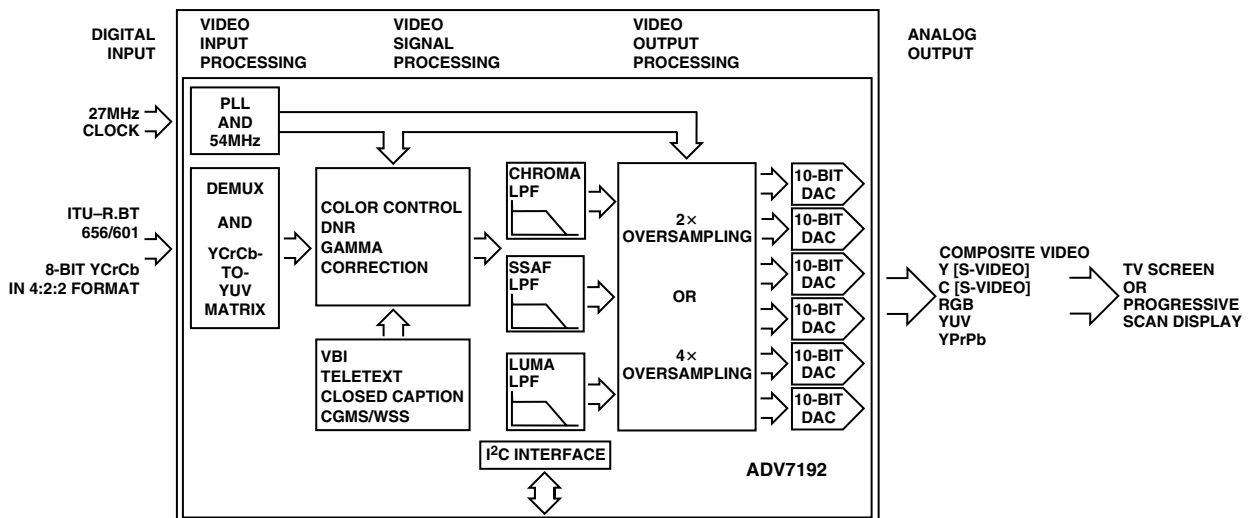 DIGITAL
INPUT
VIDEO
INPUT
PROCESSING
VIDEO
SIGNAL
PROCESSING
VIDEO
OUTPUT
PROCESSING
ANALOG
OUTPUT
27MHz
CLOCK
PLL
AND
54MHz
ITU–R.BT
656/601
8-BIT YCrCb
IN 4:2:2 FORMAT
DEMUX
AND
YCrCb-
TO-
YUV
MATRIX
COLOR CONTROL
DNR
GAMMA
CORRECTION
VBI
TELETEXT
CLOSED CAPTION
CGMS/WSS
CHROMA
LPF
SSAF
LPF
LUMA
LPF
2×
OVERSAMPLING
OR
4×
OVERSAMPLING
10-BIT
DAC
10-BIT
DAC
10-BIT
DAC
10-BIT
DAC
10-BIT
DAC
10-BIT
DAC
I²C INTERFACE
ADV7192
COMPOSITE VIDEO
Y [S-VIDEO]
C [S-VIDEO]
RGB
YUV
YPrPb
TV SCREEN
OR
PROGRESSIVE
SCAN DISPLAY